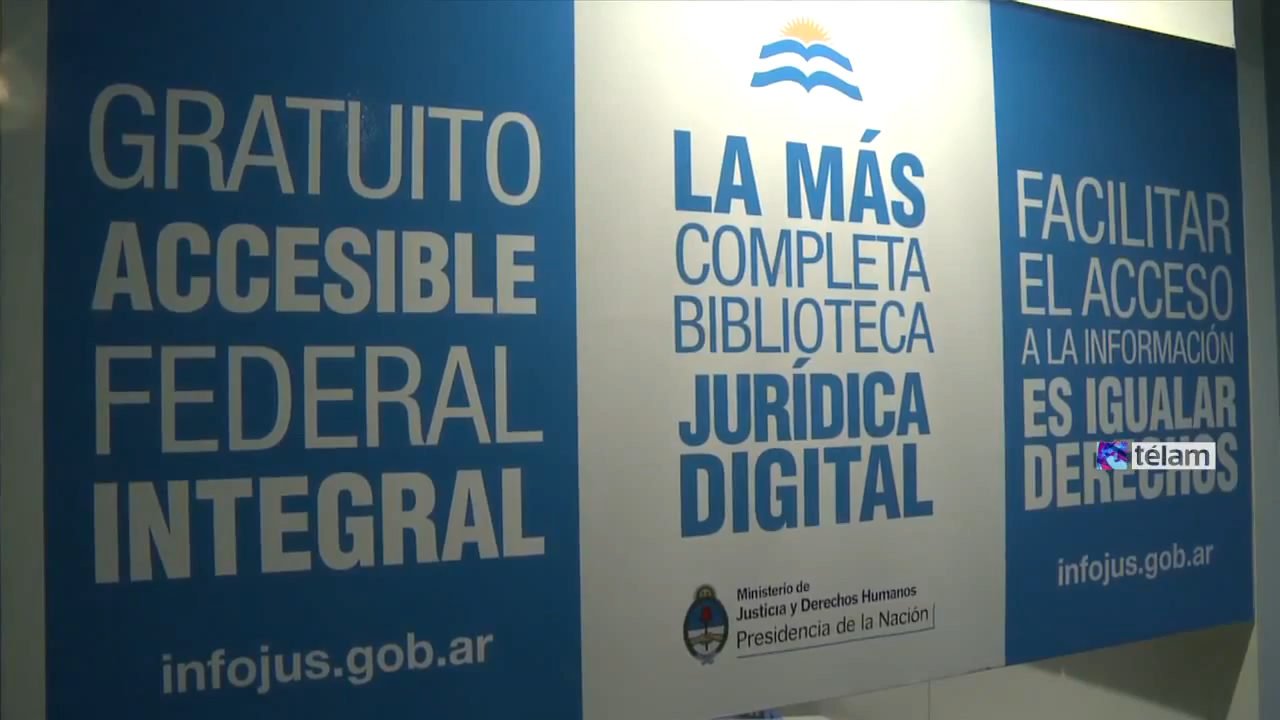 GRATUITO
ACCESIBLE
FEDERAL
INTEGRAL
infojus.gob.ar
LA MÁS
COMPLETA
BIBLIOTECA
JURÍDICA
DIGITAL
Ministerio de
Justicia y Derechos Humanos
Presidencia de la Nación
FACILITAR
EL ACCESO
A LA INFORMACIÓN
ES IGUALAR
DERECHOS
télam
infojus.gob.ar